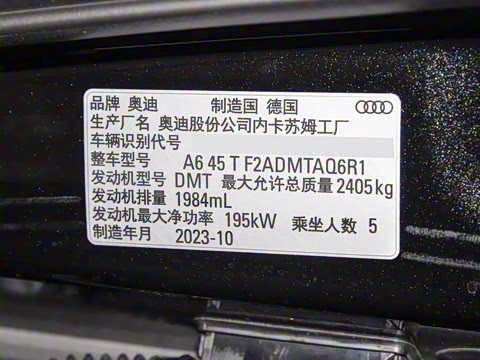 品牌 奥迪 制造国 德国
生产厂名 奥迪股份公司内卡苏姆工厂
车辆识别代号
整车型号 A6 45 T F2ADMTAQ6R1
发动机型号 DMT 最大允许总质量 2405kg
发动机排量 1984mL
发动机最大净功率 195kW 乘坐人数 5
制造年月 2023-10